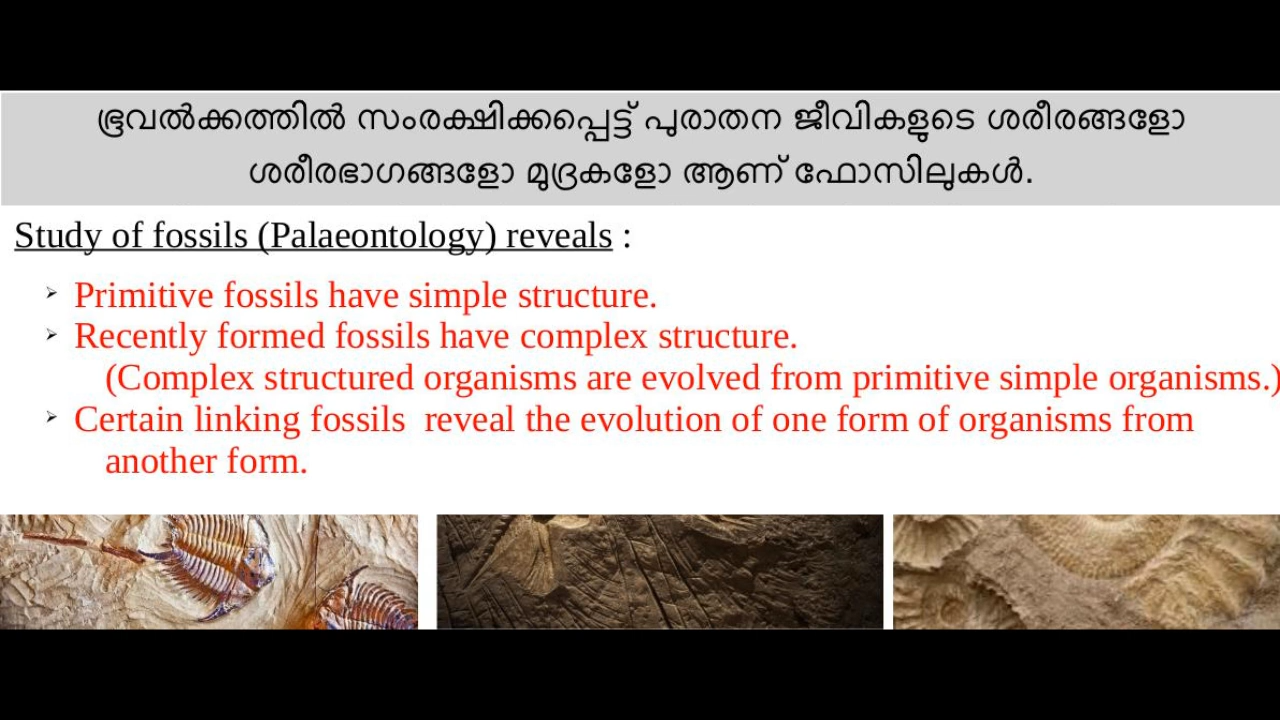 ഭൂവൽക്കത്തിൽ സംരക്ഷിക്കപ്പെട്ട് പുരാതന ജീവികളുടെ ശരീരങ്ങളോ
ശരീരഭാഗങ്ങളോ മുദ്രകളോ ആണ് ഫോസിലുകൾ.
Study of fossils (Palaeontology) reveals :
➢ Primitive fossils have simple structure.
➢ Recently formed fossils have complex structure.
(Complex structured organisms are evolved from primitive simple organisms.)
➢ Certain linking fossils  reveal the evolution of one form of organisms from
another form.